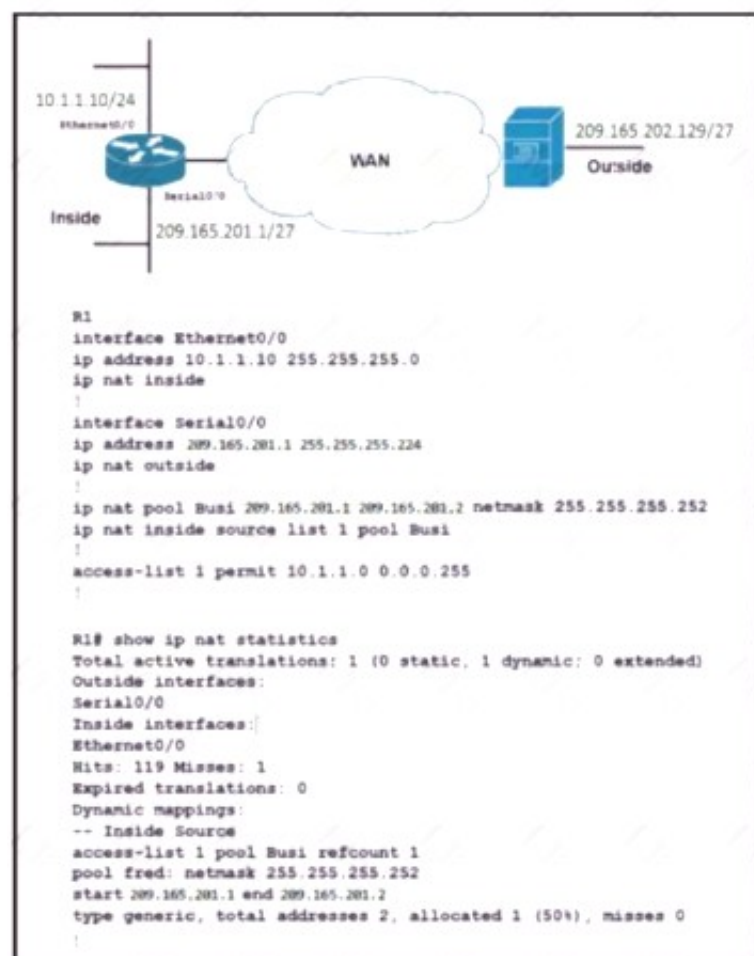 10.1.1.10/24
Ethernet0/0
WAN
209.165.202.129/27
Outside
Serial0/0
Inside
209.165.201.1/27
R1
interface Ethernet0/0
ip address 10.1.1.10 255.255.255.0
ip nat inside
!
interface Serial0/0
ip address 209.165.201.1 255.255.255.224
ip nat outside
!
ip nat pool Busi 209.165.201.1 209.165.201.2 netmask 255.255.255.252
ip nat inside source list 1 pool Busi
!
access-list 1 permit 10.1.1.0 0.0.0.255
!
R1# show ip nat statistics
Total active translations: 1 (0 static, 1 dynamic; 0 extended)
Outside interfaces:
Serial0/0
Inside interfaces:
Ethernet0/0
Hits: 119 Misses: 1
Expired translations: 0
Dynamic mappings:
-- Inside Source
access-list 1 pool Busi refcount 1
pool fred: netmask 255.255.255.252
start 209.165.201.1 end 209.165.201.2
type generic, total addresses 2, allocated 1 (50%), misses 0
!